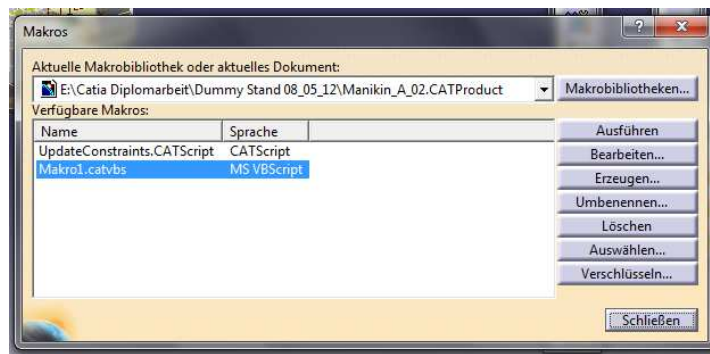 Makros
Aktuelle Makrobibliothek oder aktuelles Dokument:
E:\Catia Diplomarbeit\Dummy Stand 08_05_12\Manikin_A_02.CATProduct
Makrobibliotheken...
Verfügbare Makros:
Name Sprache
Ausführen
UpdateConstraints.CATScript CATScript
Bearbeiten...
Makro1.catvbs MS VBScript
Erzeugen...
Umbenennen...
Löschen
Auswählen...
Verschlüsseln...
Schließen